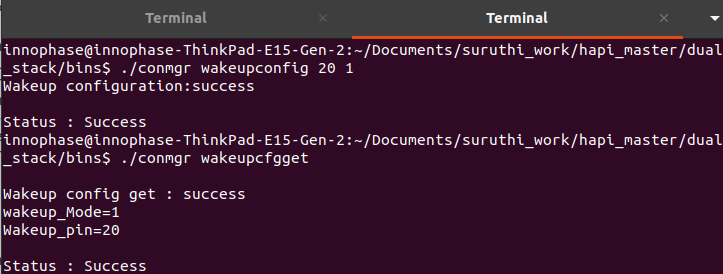 Terminal
Terminal
innophase@innophase-ThinkPad-E15-Gen-2:~/Documents/suruthi_work/hapi_master/dual
_stack/bins$ ./conmgr wakeupconfig 20 1
Wakeup configuration:success
Status : Success
innophase@innophase-ThinkPad-E15-Gen-2:~/Documents/suruthi_work/hapi_master/dual
_stack/bins$ ./conmgr wakeupcfgget
Wakeup config get : success
wakeup_Mode=1
Wakeup_pin=20
Status : Success